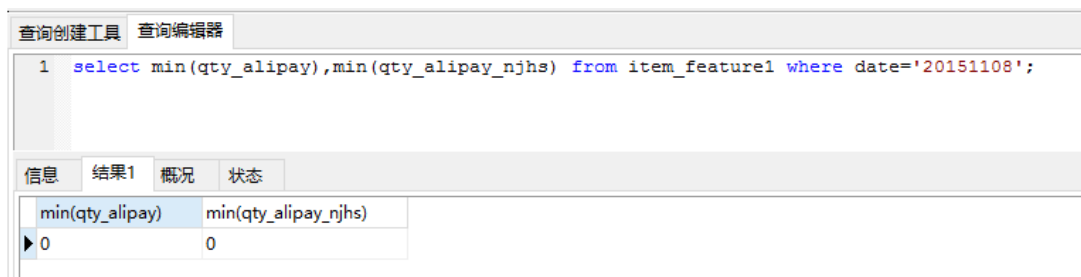 查询创建工具 查询编辑器
1 select min(qty_alipay),min(qty_alipay_njhs) from item_feature1 where date='20151108';
信息 结果1 概况 状态
min(qty_alipay) min(qty_alipay_njhs)
0 0